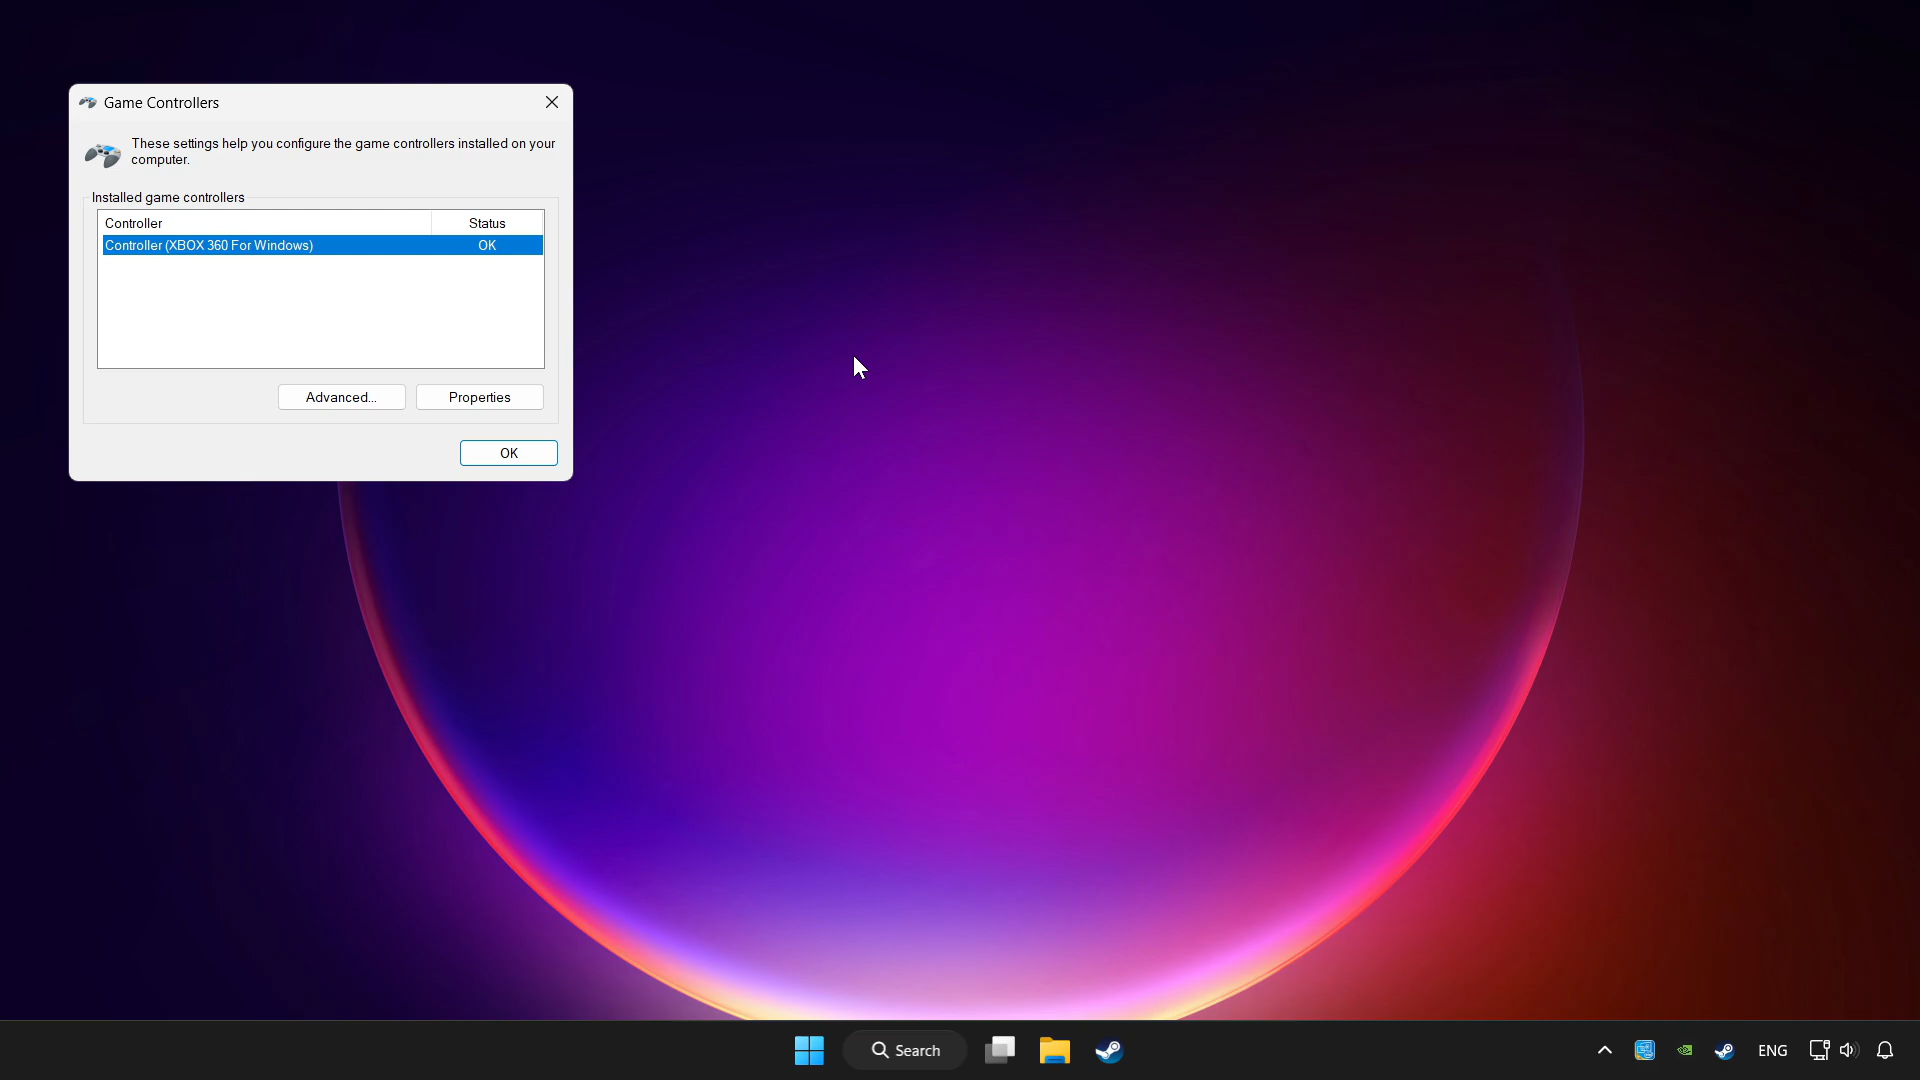 Game Controllers
These settings help you configure the game controllers installed on your
computer.
Installed game controllers
Controller Status
Controller (XBOX 360 For Windows) OK
Advanced... Properties
OK
Search
ENG